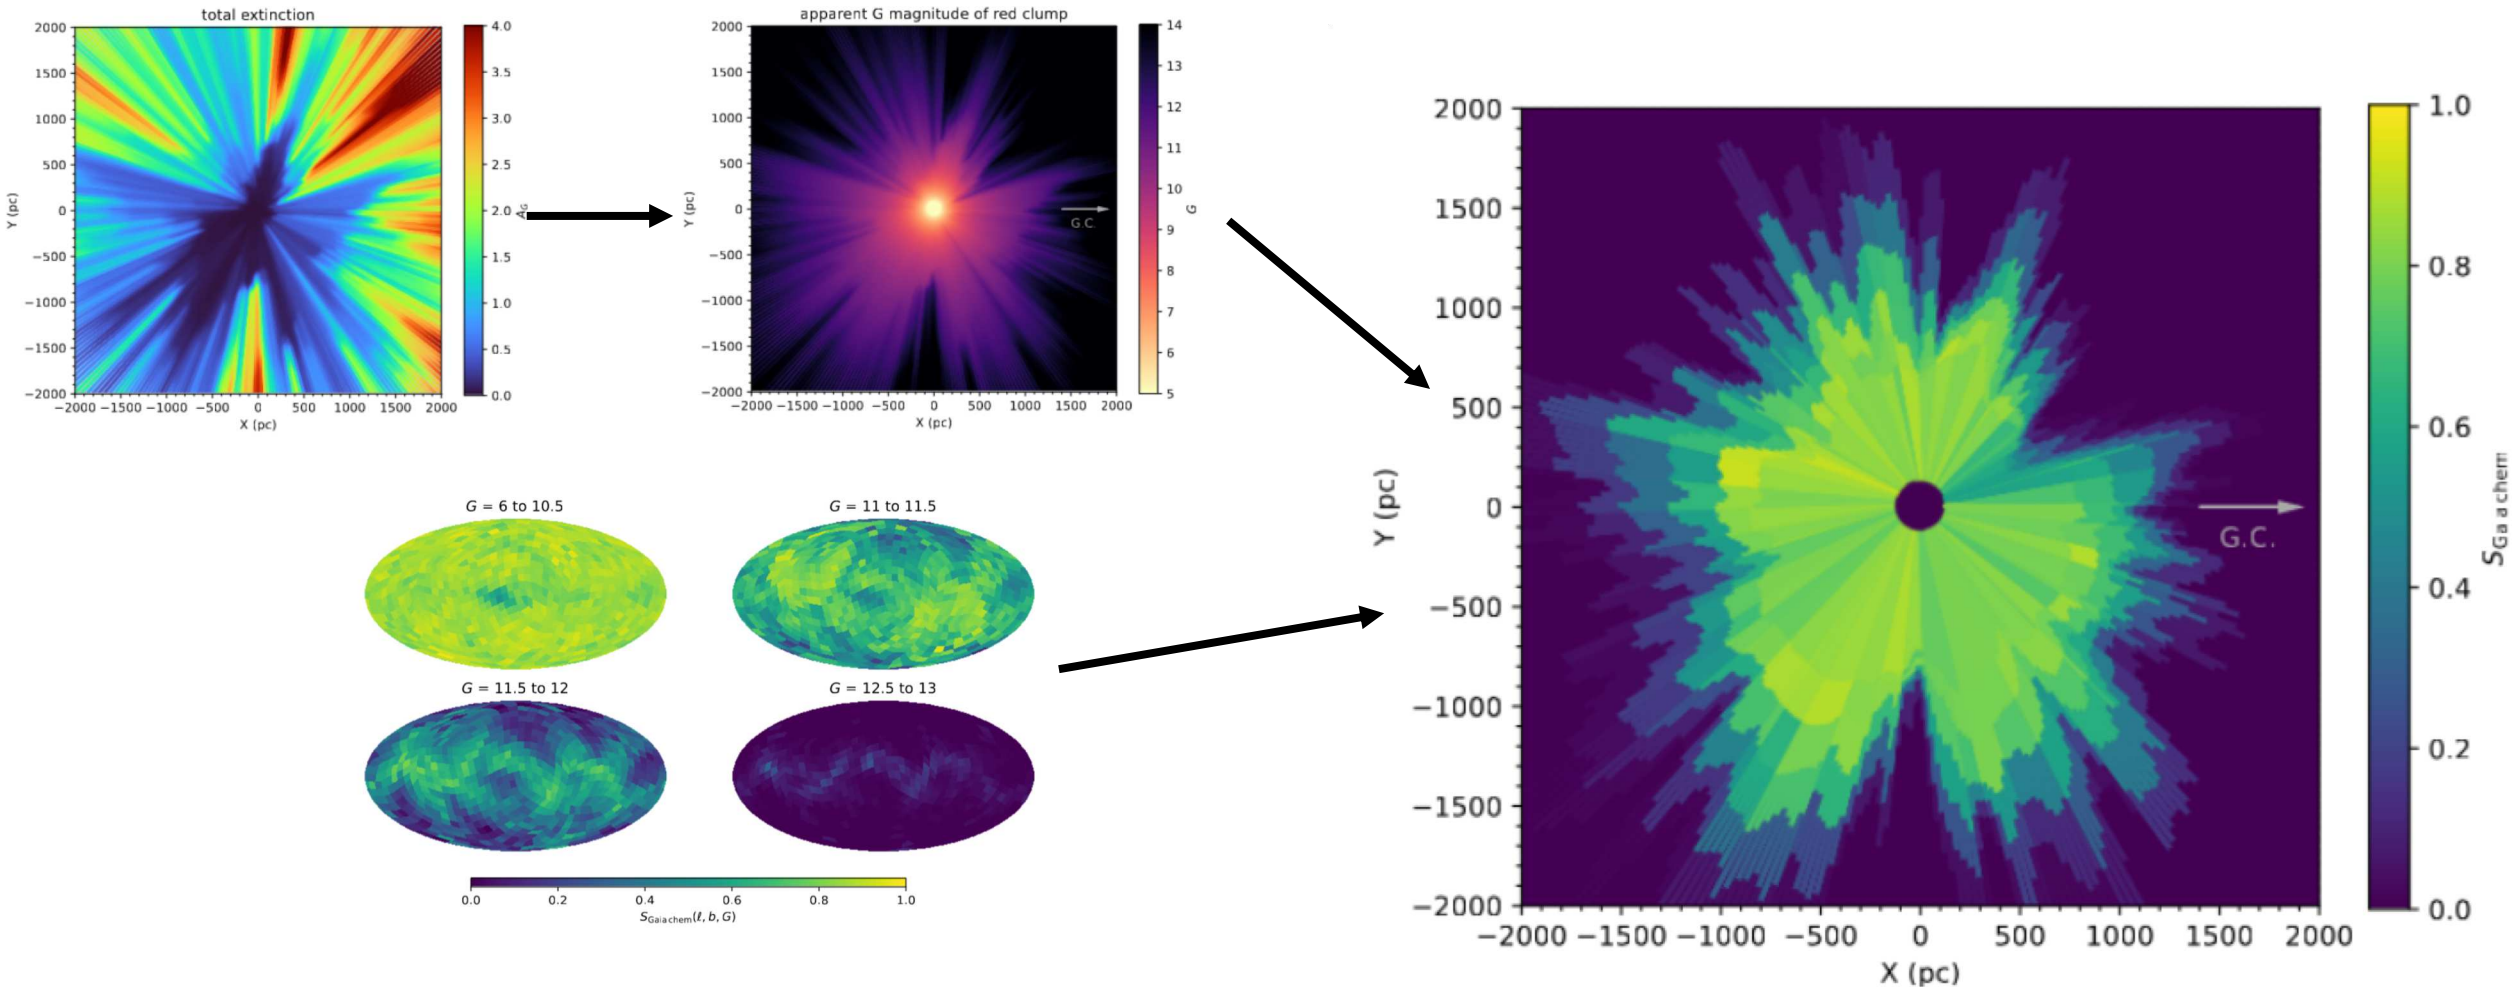 total extinction
2000
1500
1000
500
0
−500
−1000
−1500
−2000
Y (pc)
−2000 −1500 −1000 −500 0 500 1000 1500 2000
X (pc)
4.0
3.5
3.0
2.5
2.0
1.5
1.0
0.5
0.0
A_G
apparent G magnitude of red clump
2000
1500
1000
500
0
−500
−1000
−1500
−2000
Y (pc)
G.C.
−2000 −1500 −1000 −500 0 500 1000 1500 2000
X (pc)
14
13
12
11
10
9
8
7
6
5
G
G = 6 to 10.5
G = 11 to 11.5
G = 11.5 to 12
G = 12.5 to 13
0.0 0.2 0.4 0.6 0.8 1.0
S_Gaia chem(ℓ, b, G)
2000
1500
1000
500
0
−500
−1000
−1500
−2000
Y (pc)
G.C.
−2000 −1500 −1000 −500 0 500 1000 1500 2000
X (pc)
1.0
0.8
0.6
0.4
0.2
0.0
S_Ga a chem